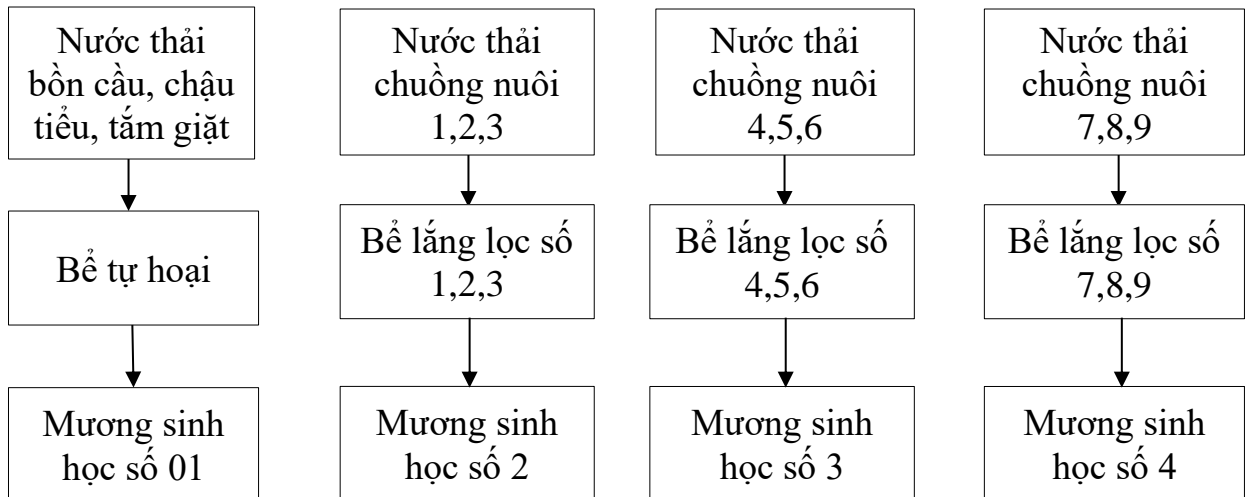 Nước thải
bồn cầu, chậu
tiểu, tắm giặt
Nước thải
chuồng nuôi
1,2,3
Nước thải
chuồng nuôi
4,5,6
Nước thải
chuồng nuôi
7,8,9
Bể tự hoại
Bể lắng lọc số
1,2,3
Bể lắng lọc số
4,5,6
Bể lắng lọc số
7,8,9
Mương sinh
học số 01
Mương sinh
học số 2
Mương sinh
học số 3
Mương sinh
học số 4